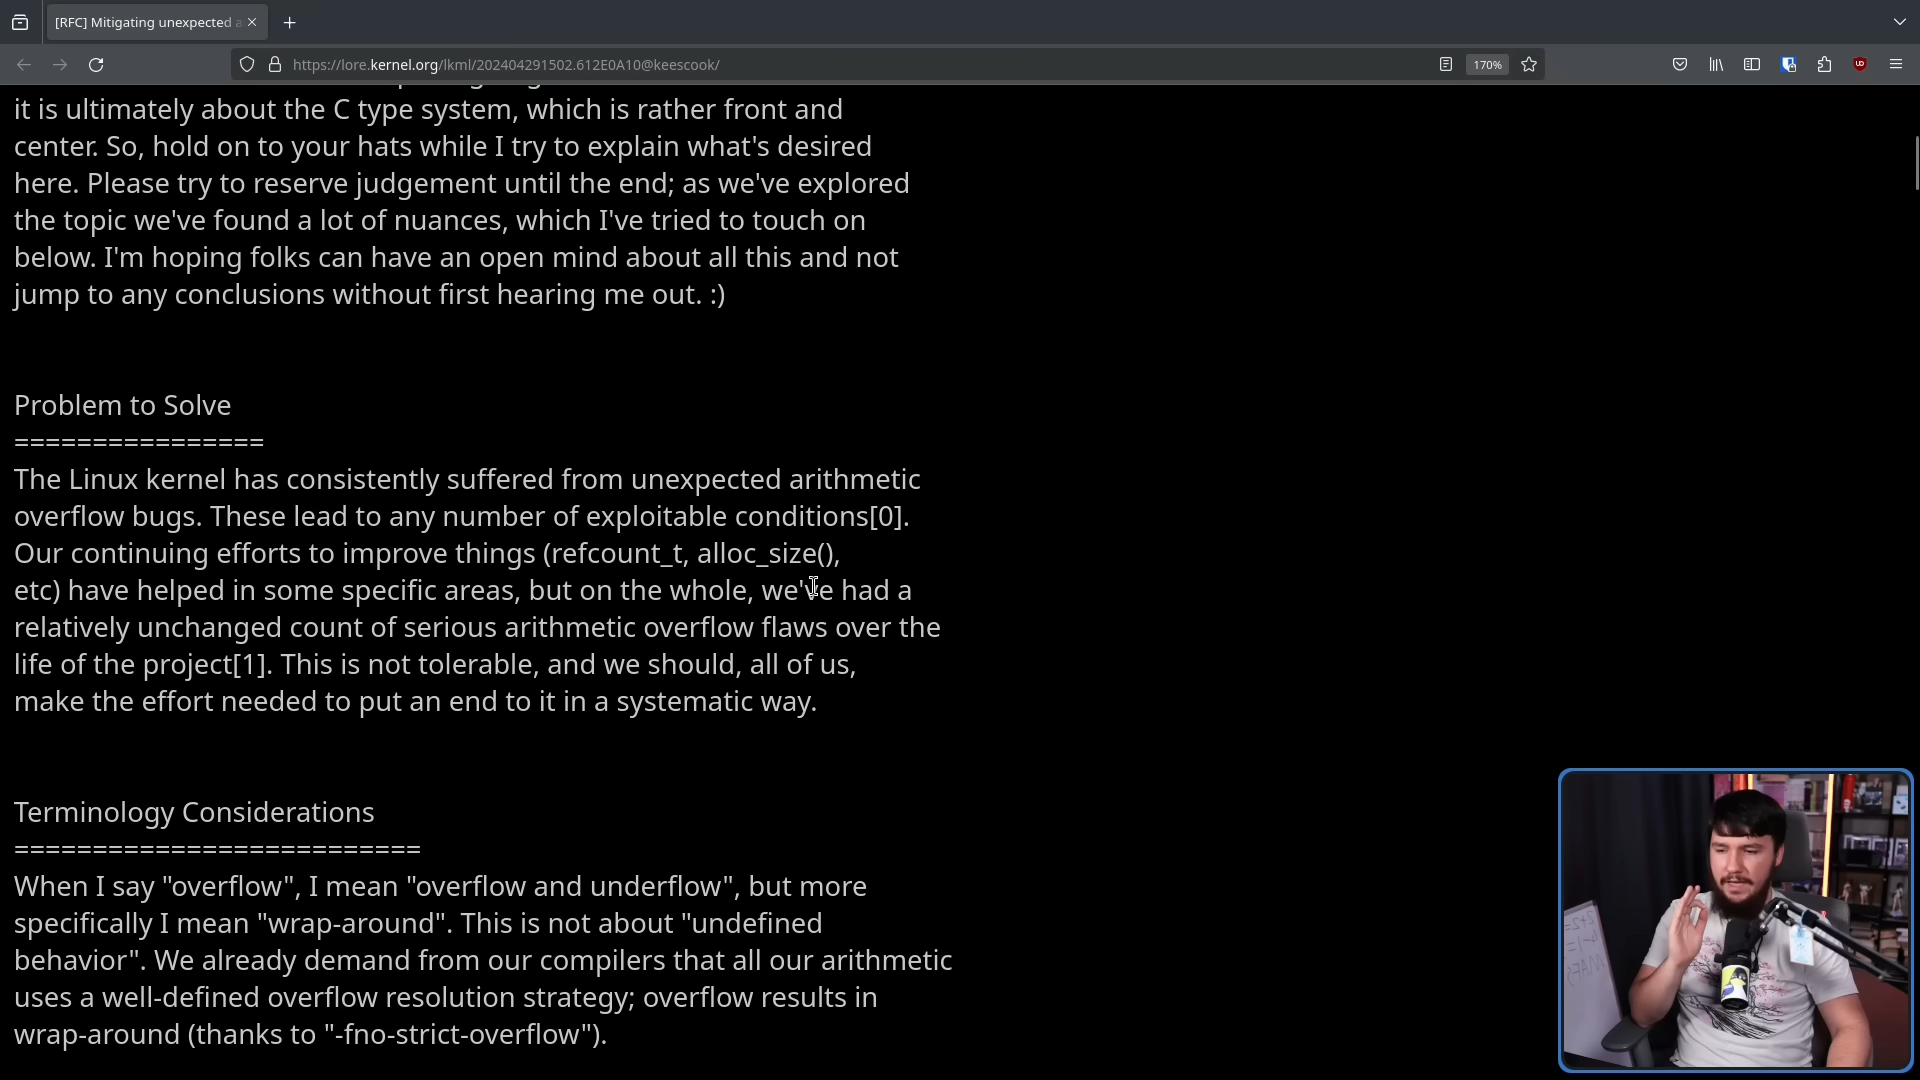 [RFC] Mitigating unexpected a
https://lore.kernel.org/lkml/202404291502.612E0A10@keescook/
170%
it is ultimately about the C type system, which is rather front and
center. So, hold on to your hats while I try to explain what's desired
here. Please try to reserve judgement until the end; as we've explored
the topic we've found a lot of nuances, which I've tried to touch on
below. I'm hoping folks can have an open mind about all this and not
jump to any conclusions without first hearing me out. :)
Problem to Solve
================
The Linux kernel has consistently suffered from unexpected arithmetic
overflow bugs. These lead to any number of exploitable conditions[0].
Our continuing efforts to improve things (refcount_t, alloc_size(),
etc) have helped in some specific areas, but on the whole, we've had a
relatively unchanged count of serious arithmetic overflow flaws over the
life of the project[1]. This is not tolerable, and we should, all of us,
make the effort needed to put an end to it in a systematic way.
Terminology Considerations
==========================
When I say "overflow", I mean "overflow and underflow", but more
specifically I mean "wrap-around". This is not about "undefined
behavior". We already demand from our compilers that all our arithmetic
uses a well-defined overflow resolution strategy; overflow results in
wrap-around (thanks to "-fno-strict-overflow").